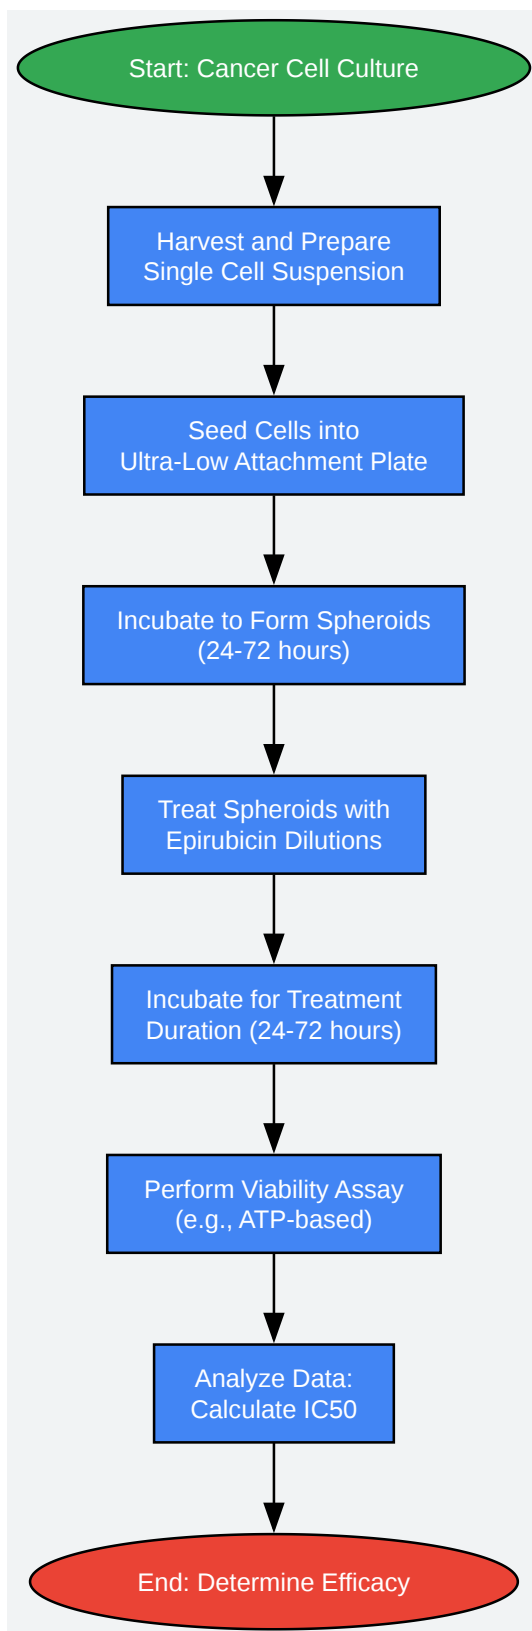 Start: Cancer Cell Culture
Harvest and Prepare
Single Cell Suspension
Seed Cells into
Ultra-Low Attachment Plate
Incubate to Form Spheroids
(24-72 hours)
Treat Spheroids with
Epirubicin Dilutions
Incubate for Treatment
Duration (24-72 hours)
Perform Viability Assay
(e.g., ATP-based)
Analyze Data:
Calculate IC50
End: Determine Efficacy